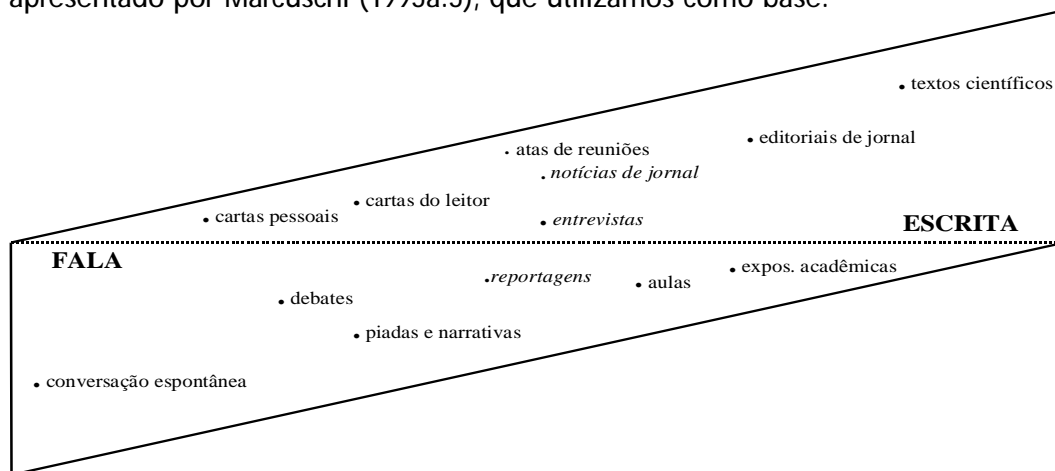 apresentado por Marcuschi (1995a:5), que utilizamos como base:
• textos científicos
• editoriais de jornal
• atas de reuniões
• notícias de jornal
• cartas do leitor
• cartas pessoais
• entrevistas
ESCRITA
FALA
• expos. acadêmicas
• reportagens
• aulas
• debates
• piadas e narrativas
• conversação espontânea